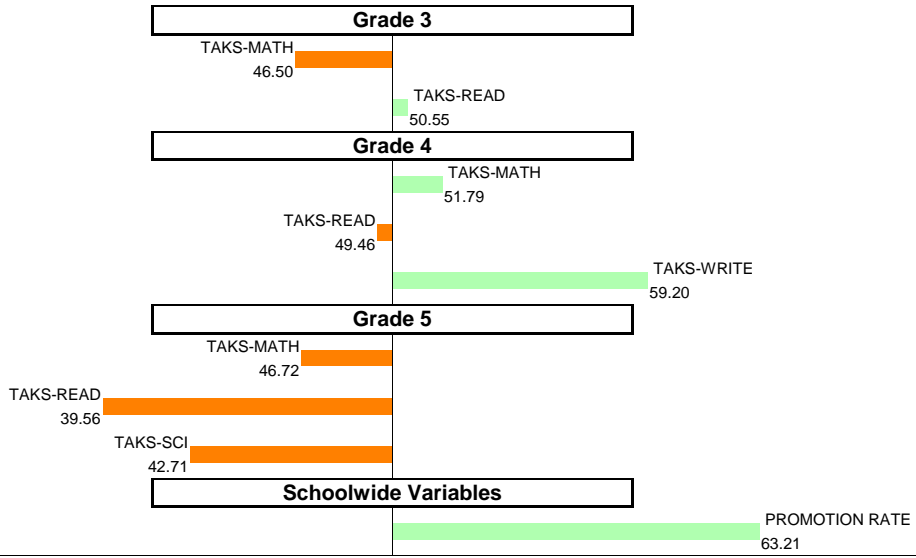 Grade 3
TAKS-MATH
46.50
TAKS-READ
50.55
Grade 4
TAKS-MATH
51.79
TAKS-READ
49.46
TAKS-WRITE
59.20
Grade 5
TAKS-MATH
46.72
TAKS-READ
39.56
TAKS-SCI
42.71
Schoolwide Variables
PROMOTION RATE
63.21